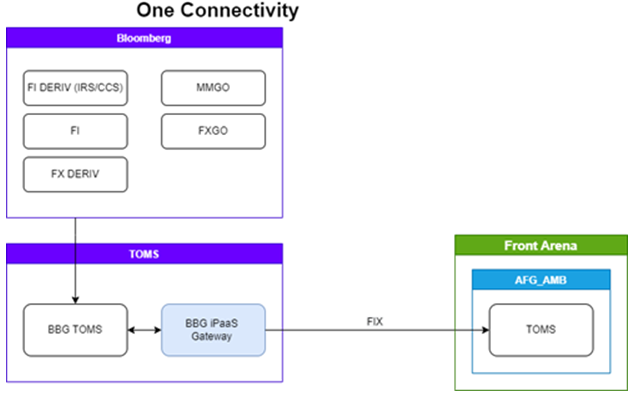 One Connectivity
Bloomberg
FI DERIV (IRS/CCS)
MMGO
FI
FXGO
FX DERIV
TOMS
BBG TOMS
BBG iPaaS
Gateway
FIX
Front Arena
AFG_AMB
TOMS